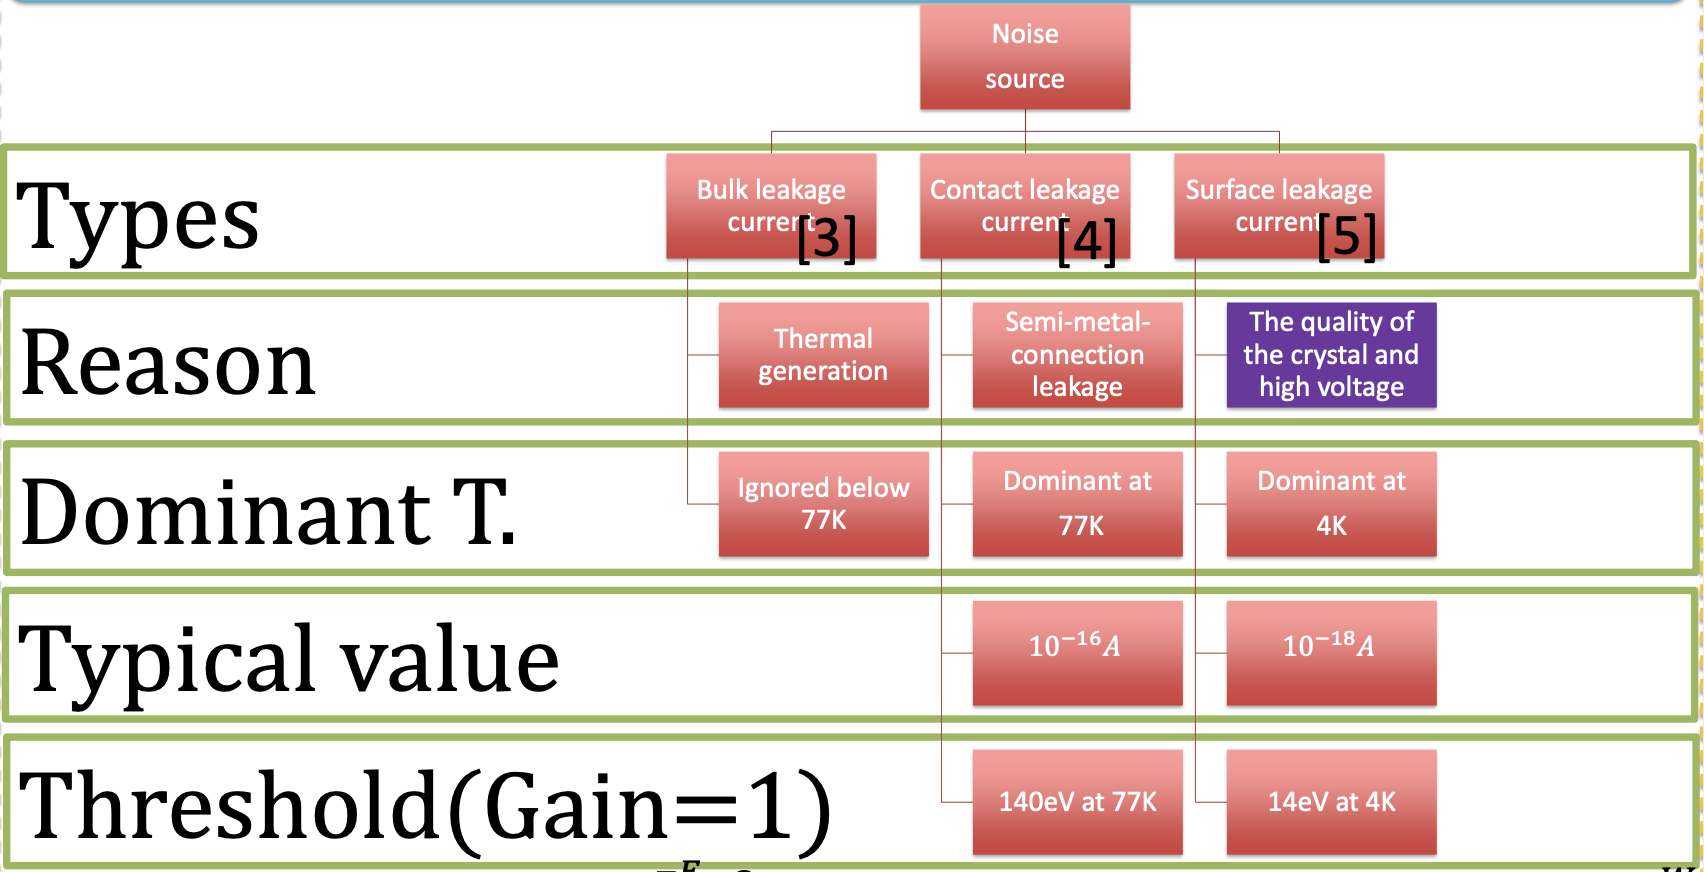 Noise
source
Types
Bulk leakage
current[3]
Contact leakage
current[4]
Surface leakage
current[5]
Reason
Thermal
generation
Semi-metal-
connection
leakage
The quality of
the crystal and
high voltage
Dominant T.
Ignored below
77K
Dominant at
77K
Dominant at
4K
Typical value
10⁻¹⁶A
10⁻¹⁸A
Threshold(Gain=1)
140eV at 77K
14eV at 4K